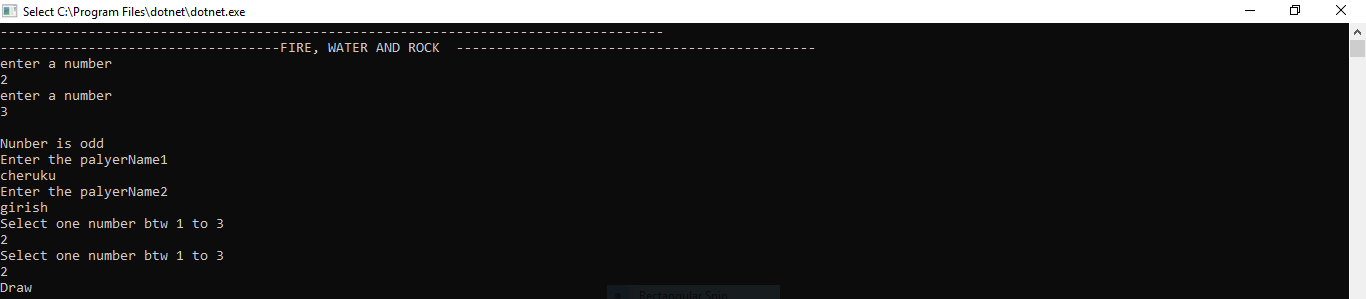 Select C:\Program Files\dotnet\dotnet.exe
-----------------------------------------------------------------------------------
-----------------------------------FIRE, WATER AND ROCK  ---------------------------------------------
enter a number
2
enter a number
3
Nunber is odd
Enter the palyerName1
cheruku
Enter the palyerName2
girish
Select one number btw 1 to 3
2
Select one number btw 1 to 3
2
Draw
Rectangular Snip